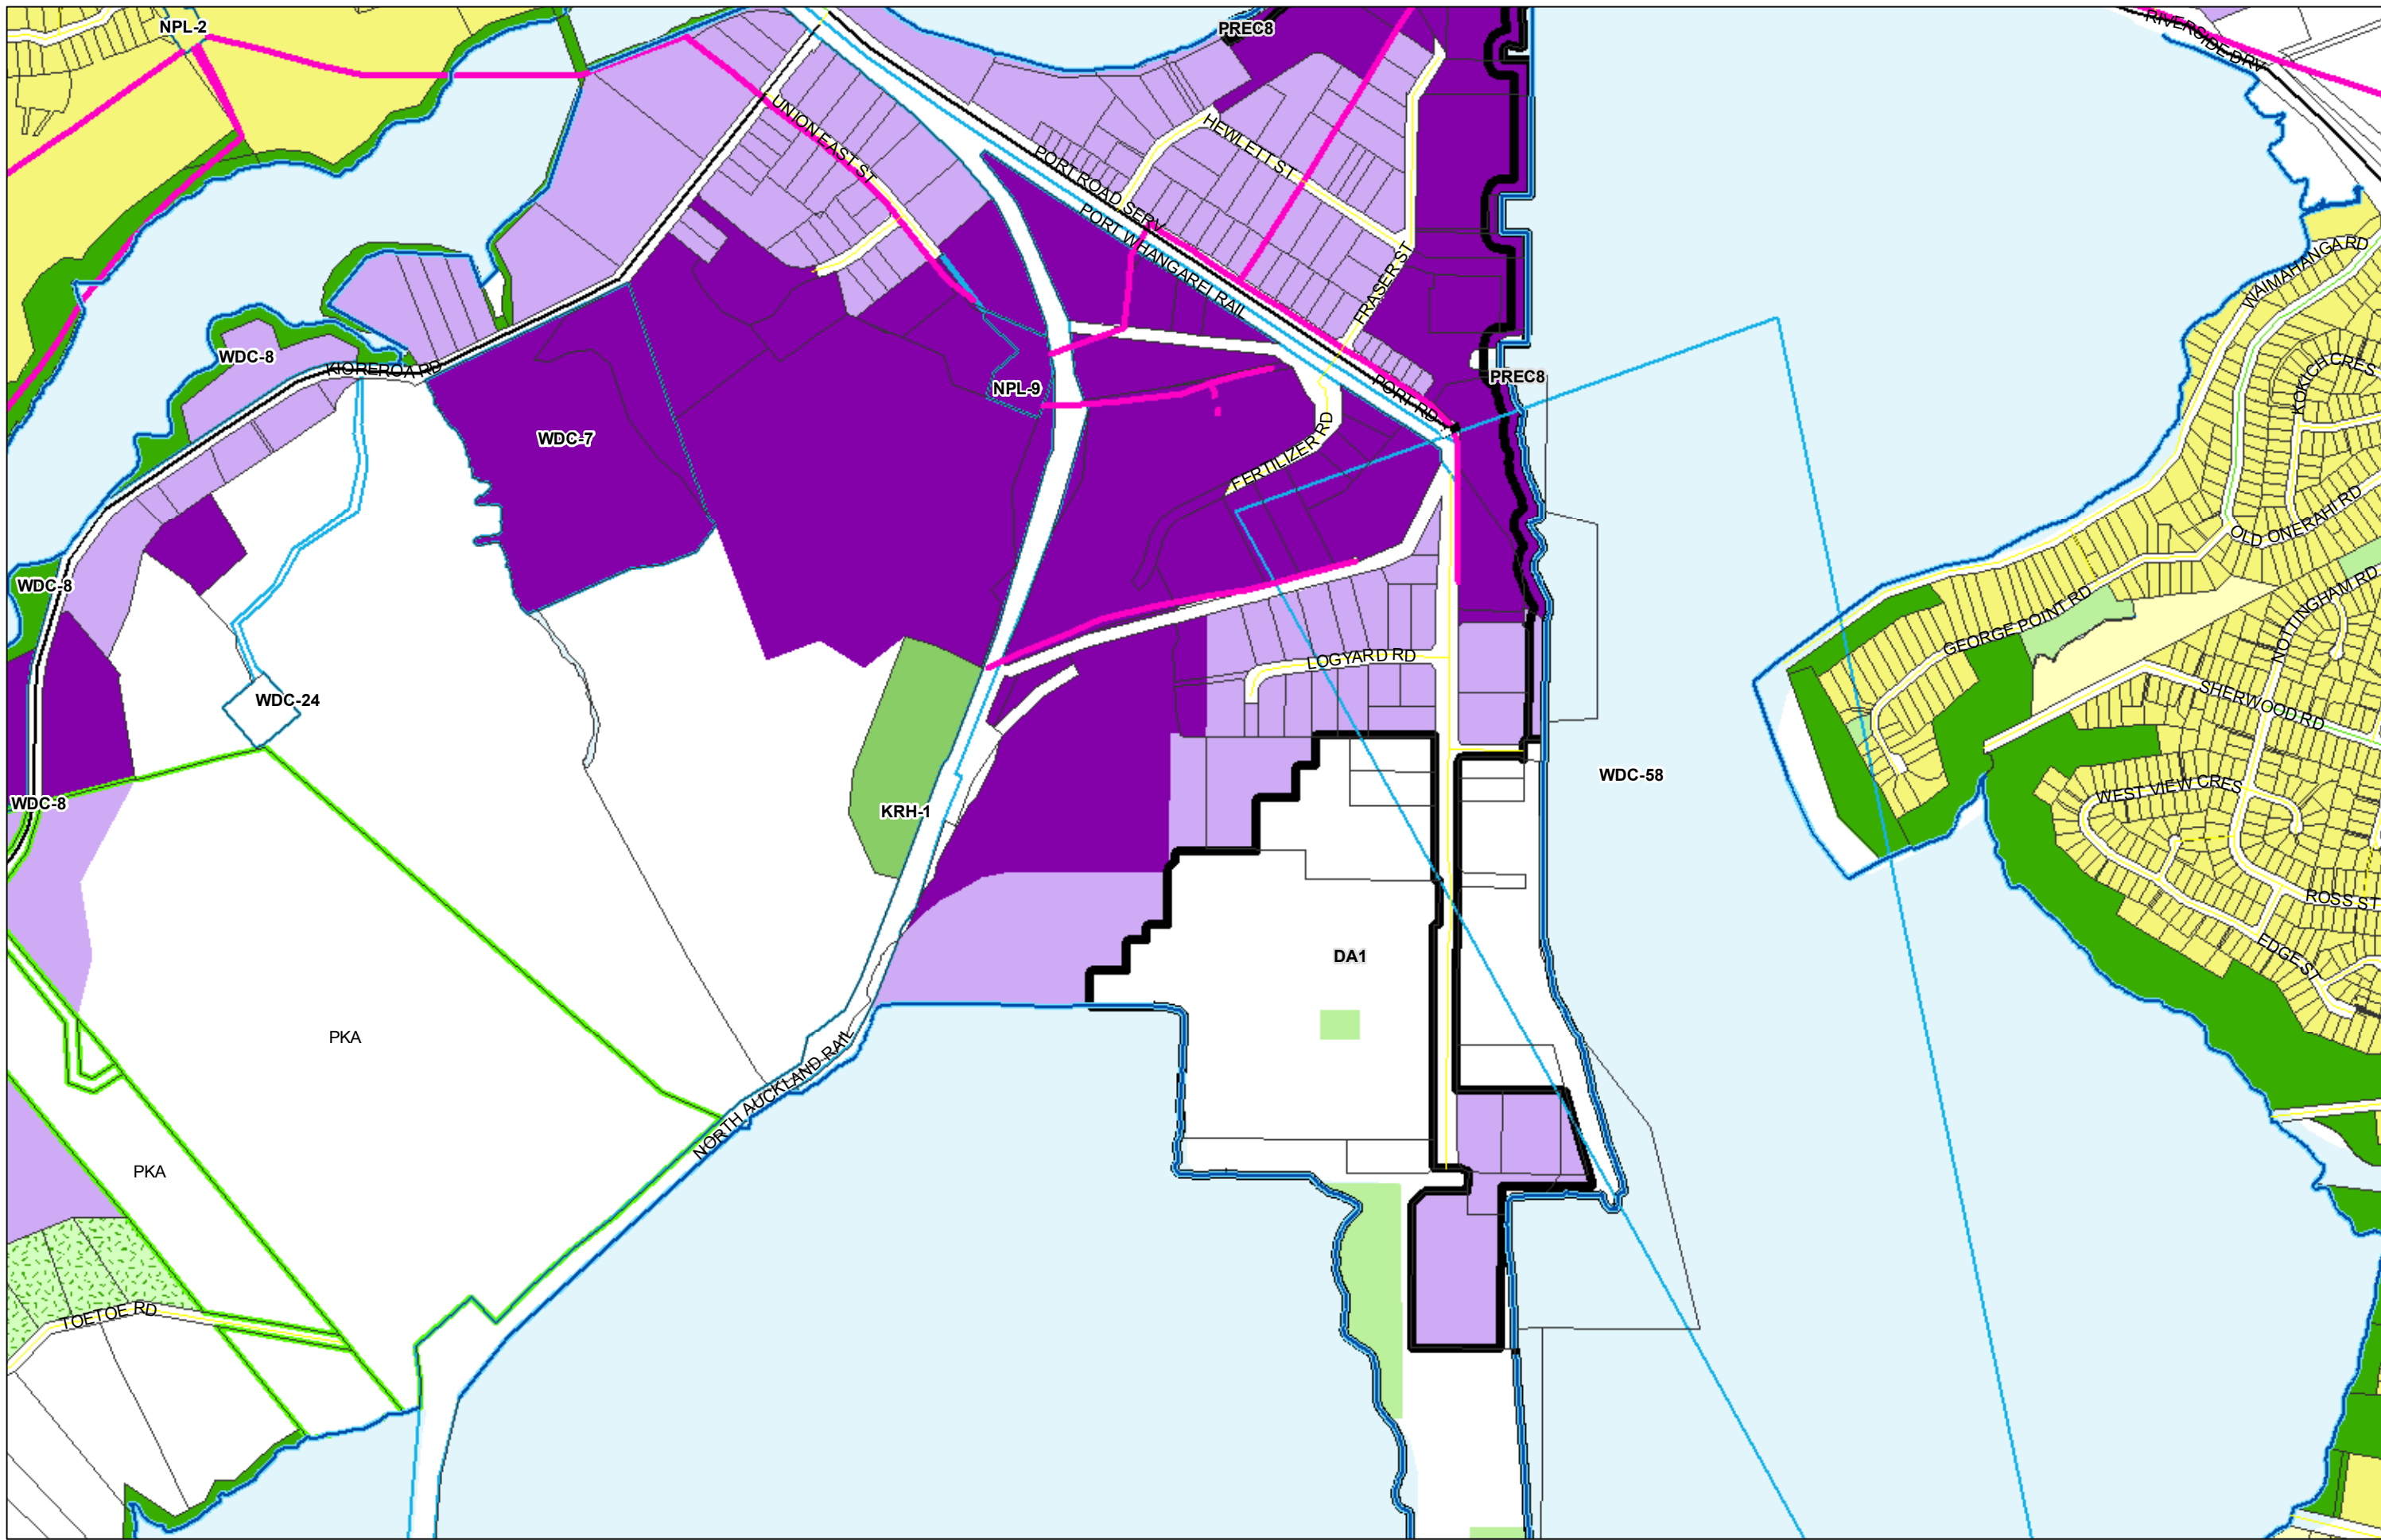 NPL-2
PREC8
RIVERSIDE DRV
UNION EAST ST
HEWLETT ST
PORT ROAD SERV
PORT WHANGAREI RAIL
FRASER ST
WAIMAHANGA RD
WDC-8
KIOREROA RD
NPL-9
PORT RD
PREC8
KOKICH CRES
WDC-7
FERTILIZER RD
OLD ONERAHI RD
WDC-8
GEORGE POINT RD
NOTTINGHAM RD
LOGYARD RD
WDC-24
SHERWOOD RD
WDC-58
WDC-8
KRH-1
WEST VIEW CRES
ROSS ST
DA1
EDGE ST
PKA
NORTH AUCKLAND RAIL
PKA
TOETOE RD